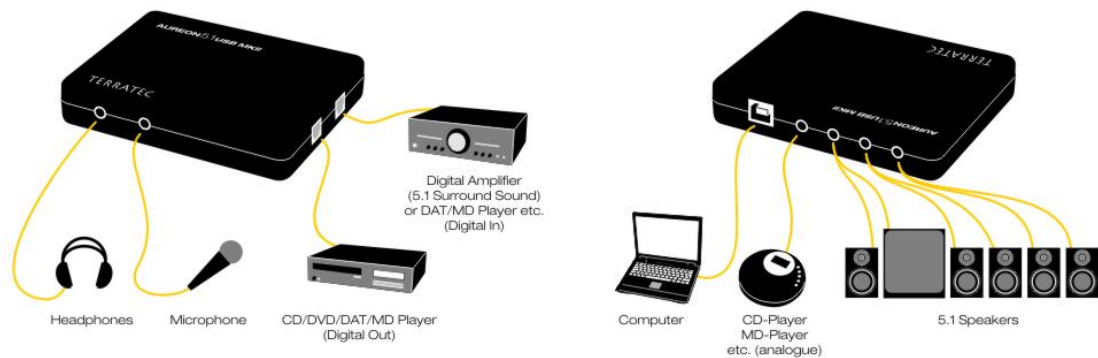 AUREON 5.1 USB MKII
TERRATEC
Digital Amplifier
(5.1 Surround Sound)
or DAT/MD Player etc.
(Digital In)
Headphones
Microphone
CD/DVD/DAT/MD Player
(Digital Out)
TERRATEC
AUREON 5.1 USB MKII
Computer
CD-Player
MD-Player
etc. (analogue)
5.1 Speakers